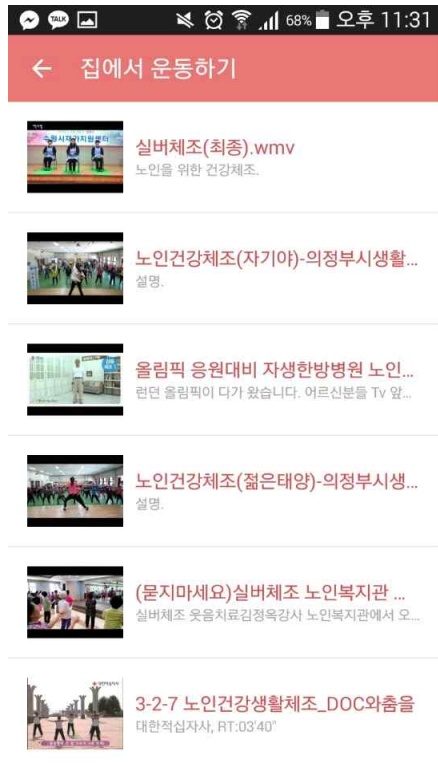 TALK 68% 오후 11:31
집에서 운동하기
실버체조(최종).wmv
노인을 위한 건강체조.
노인건강체조(자기야)-의정부시생활...
설명.
올림픽 응원대비 자생한방병원 노인...
런던 올림픽이 다가 왔습니다. 어르신분들 Tv 앞...
노인건강체조(젊은태양)-의정부시생...
설명.
(묻지마세요)실버체조 노인복지관 ...
실버체조 웃음치료김정옥강사 노인복지관에서 오...
대한적십자사
3-2-7 노인건강생활체조_DOC와춤을
대한적십자사, RT:03'40"